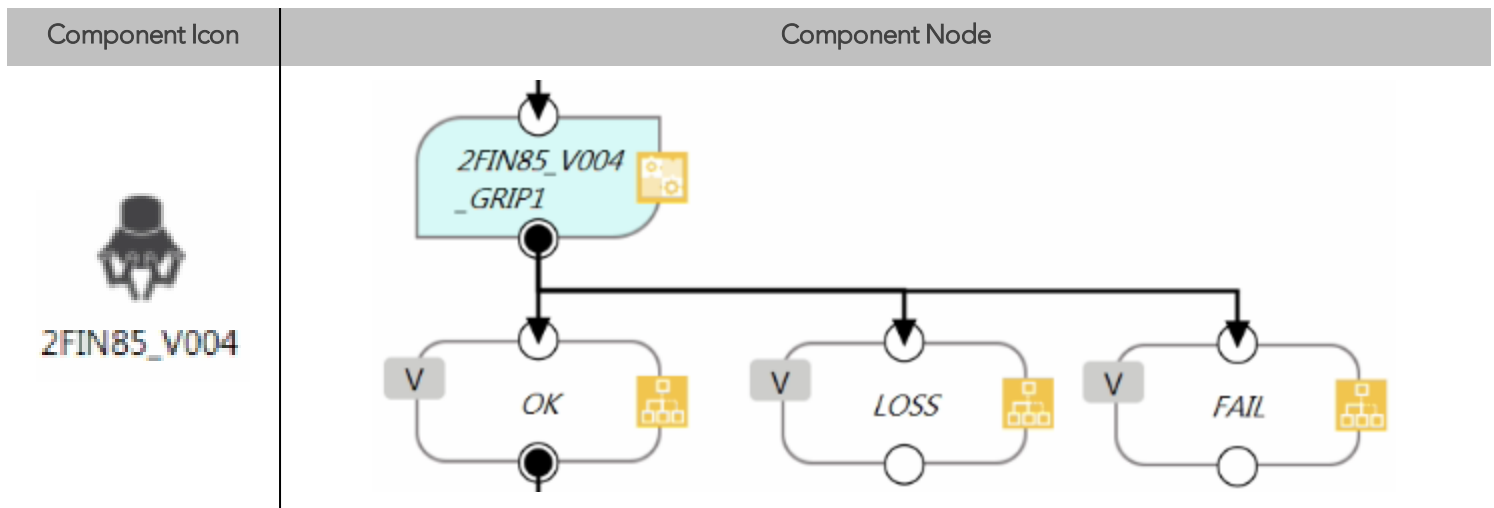 Component Icon
Component Node
2FIN85_V004
_GRIP1
2FIN85_V004
V
OK
V
LOSS
V
FAIL